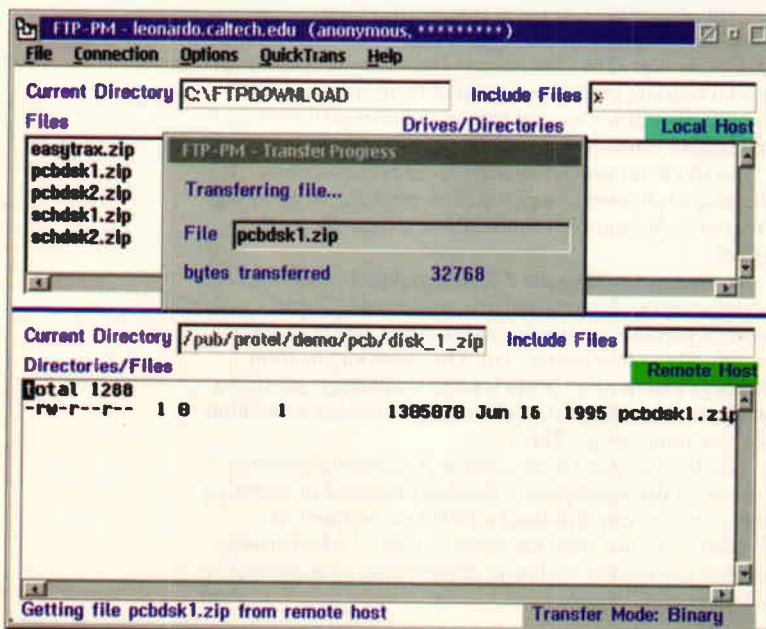 FTP-PM - leonardo.caltech.edu (anonymous, *********)
File Connection Options QuickTrans Help
Current Directory C:\FTPDOWNLOAD Include Files *
Files Drives/Directories Local Host
easytrax.zip
pcbdsk1.zip
pcbdsk2.zip
schdsk1.zip
schdsk2.zip
FTP-PM - Transfer Progress
Transferring file...
File pcbdsk1.zip
bytes transferred 32768
Current Directory /pub/protel/demo/pcb/disk_1_zip Include Files
Directories/Files Remote Host
total 1288
-rw-r--r-- 1 0 1 1305078 Jun 16 1995 pcbdsk1.zip
Getting file pcbdsk1.zip from remote host Transfer Mode: Binary